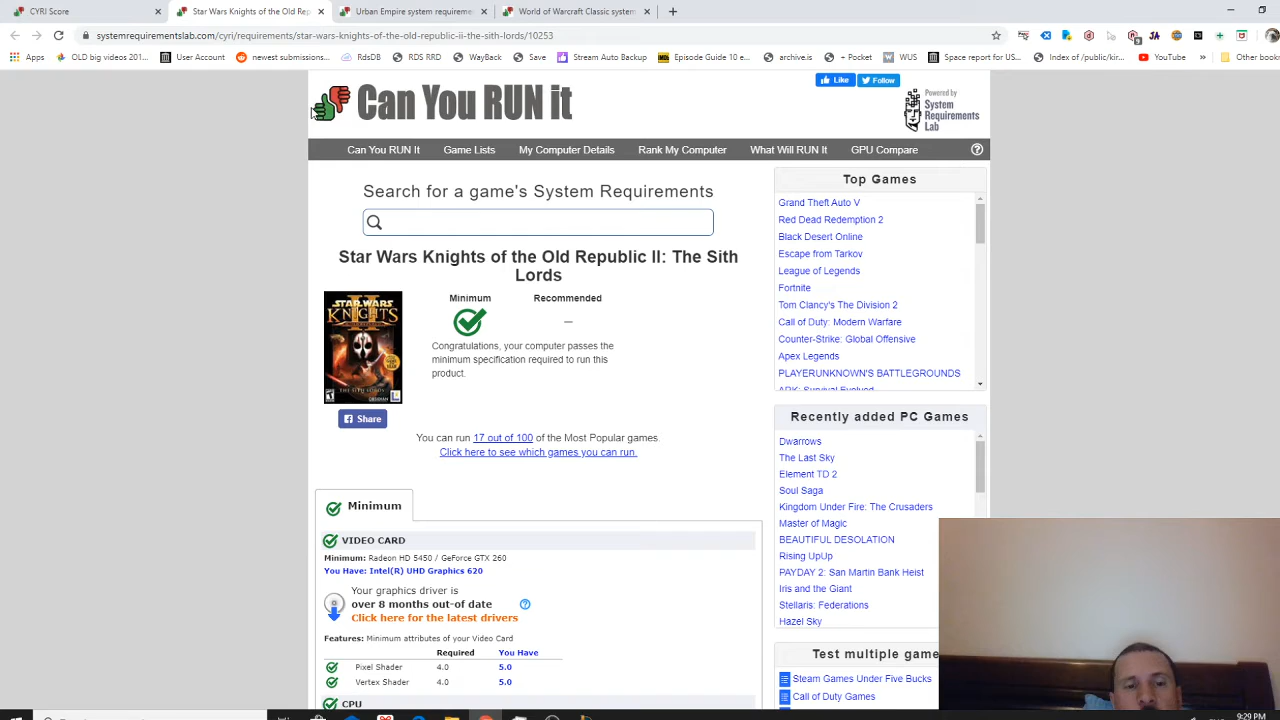 CYRI Score
Star Wars Knights of the Old Rep
Urban Empire system requireme
World of Warcraft Classic system
systemrequirementslab.com/cyri/requirements/star-wars-knights-of-the-old-republic-ii-the-sith-lords/10253
Apps
OLD big videos 201...
User Account
newest submissions...
RdsDB
RDS RRD
WayBack
Save
Stream Auto Backup
Episode Guide 10 e...
archive.is
+ Pocket
WUS
Space report for US...
Index of /public/kir...
YouTube
Other bookr
Can You RUN it
Like
Follow
Powered by
System
Requirements
Lab
Can You RUN It
Game Lists
My Computer Details
Rank My Computer
What Will RUN It
GPU Compare
Search for a game's System Requirements
Star Wars Knights of the Old Republic II: The Sith
Lords
Minimum
Recommended
—
Congratulations, your computer passes the
minimum specification required to run this
product.
STAR WARS
KNIGHTS
II
THE SITH LORDS
Share
You can run 17 out of 100 of the Most Popular games.
Click here to see which games you can run.
Minimum
VIDEO CARD
Minimum: Radeon HD 5450 / GeForce GTX 260
You Have: Intel(R) UHD Graphics 620
Your graphics driver is
over 8 months out-of date
Click here for the latest drivers
Features: Minimum attributes of your Video Card
Required You Have
Pixel Shader 4.0 5.0
Vertex Shader 4.0 5.0
CPU
Top Games
Grand Theft Auto V
Red Dead Redemption 2
Black Desert Online
Escape from Tarkov
League of Legends
Fortnite
Tom Clancy's The Division 2
Call of Duty: Modern Warfare
Counter-Strike: Global Offensive
Apex Legends
PLAYERUNKNOWN'S BATTLEGROUNDS
ARK: Survival Evolved
Recently added PC Games
Dwarrows
The Last Sky
Element TD 2
Soul Saga
Kingdom Under Fire: The Crusaders
Master of Magic
BEAUTIFUL DESOLATION
Rising UpUp
PAYDAY 2: San Martin Bank Heist
Iris and the Giant
Stellaris: Federations
Hazel Sky
Test multiple game
Steam Games Under Five Bucks
Call of Duty Games
9:29 PM